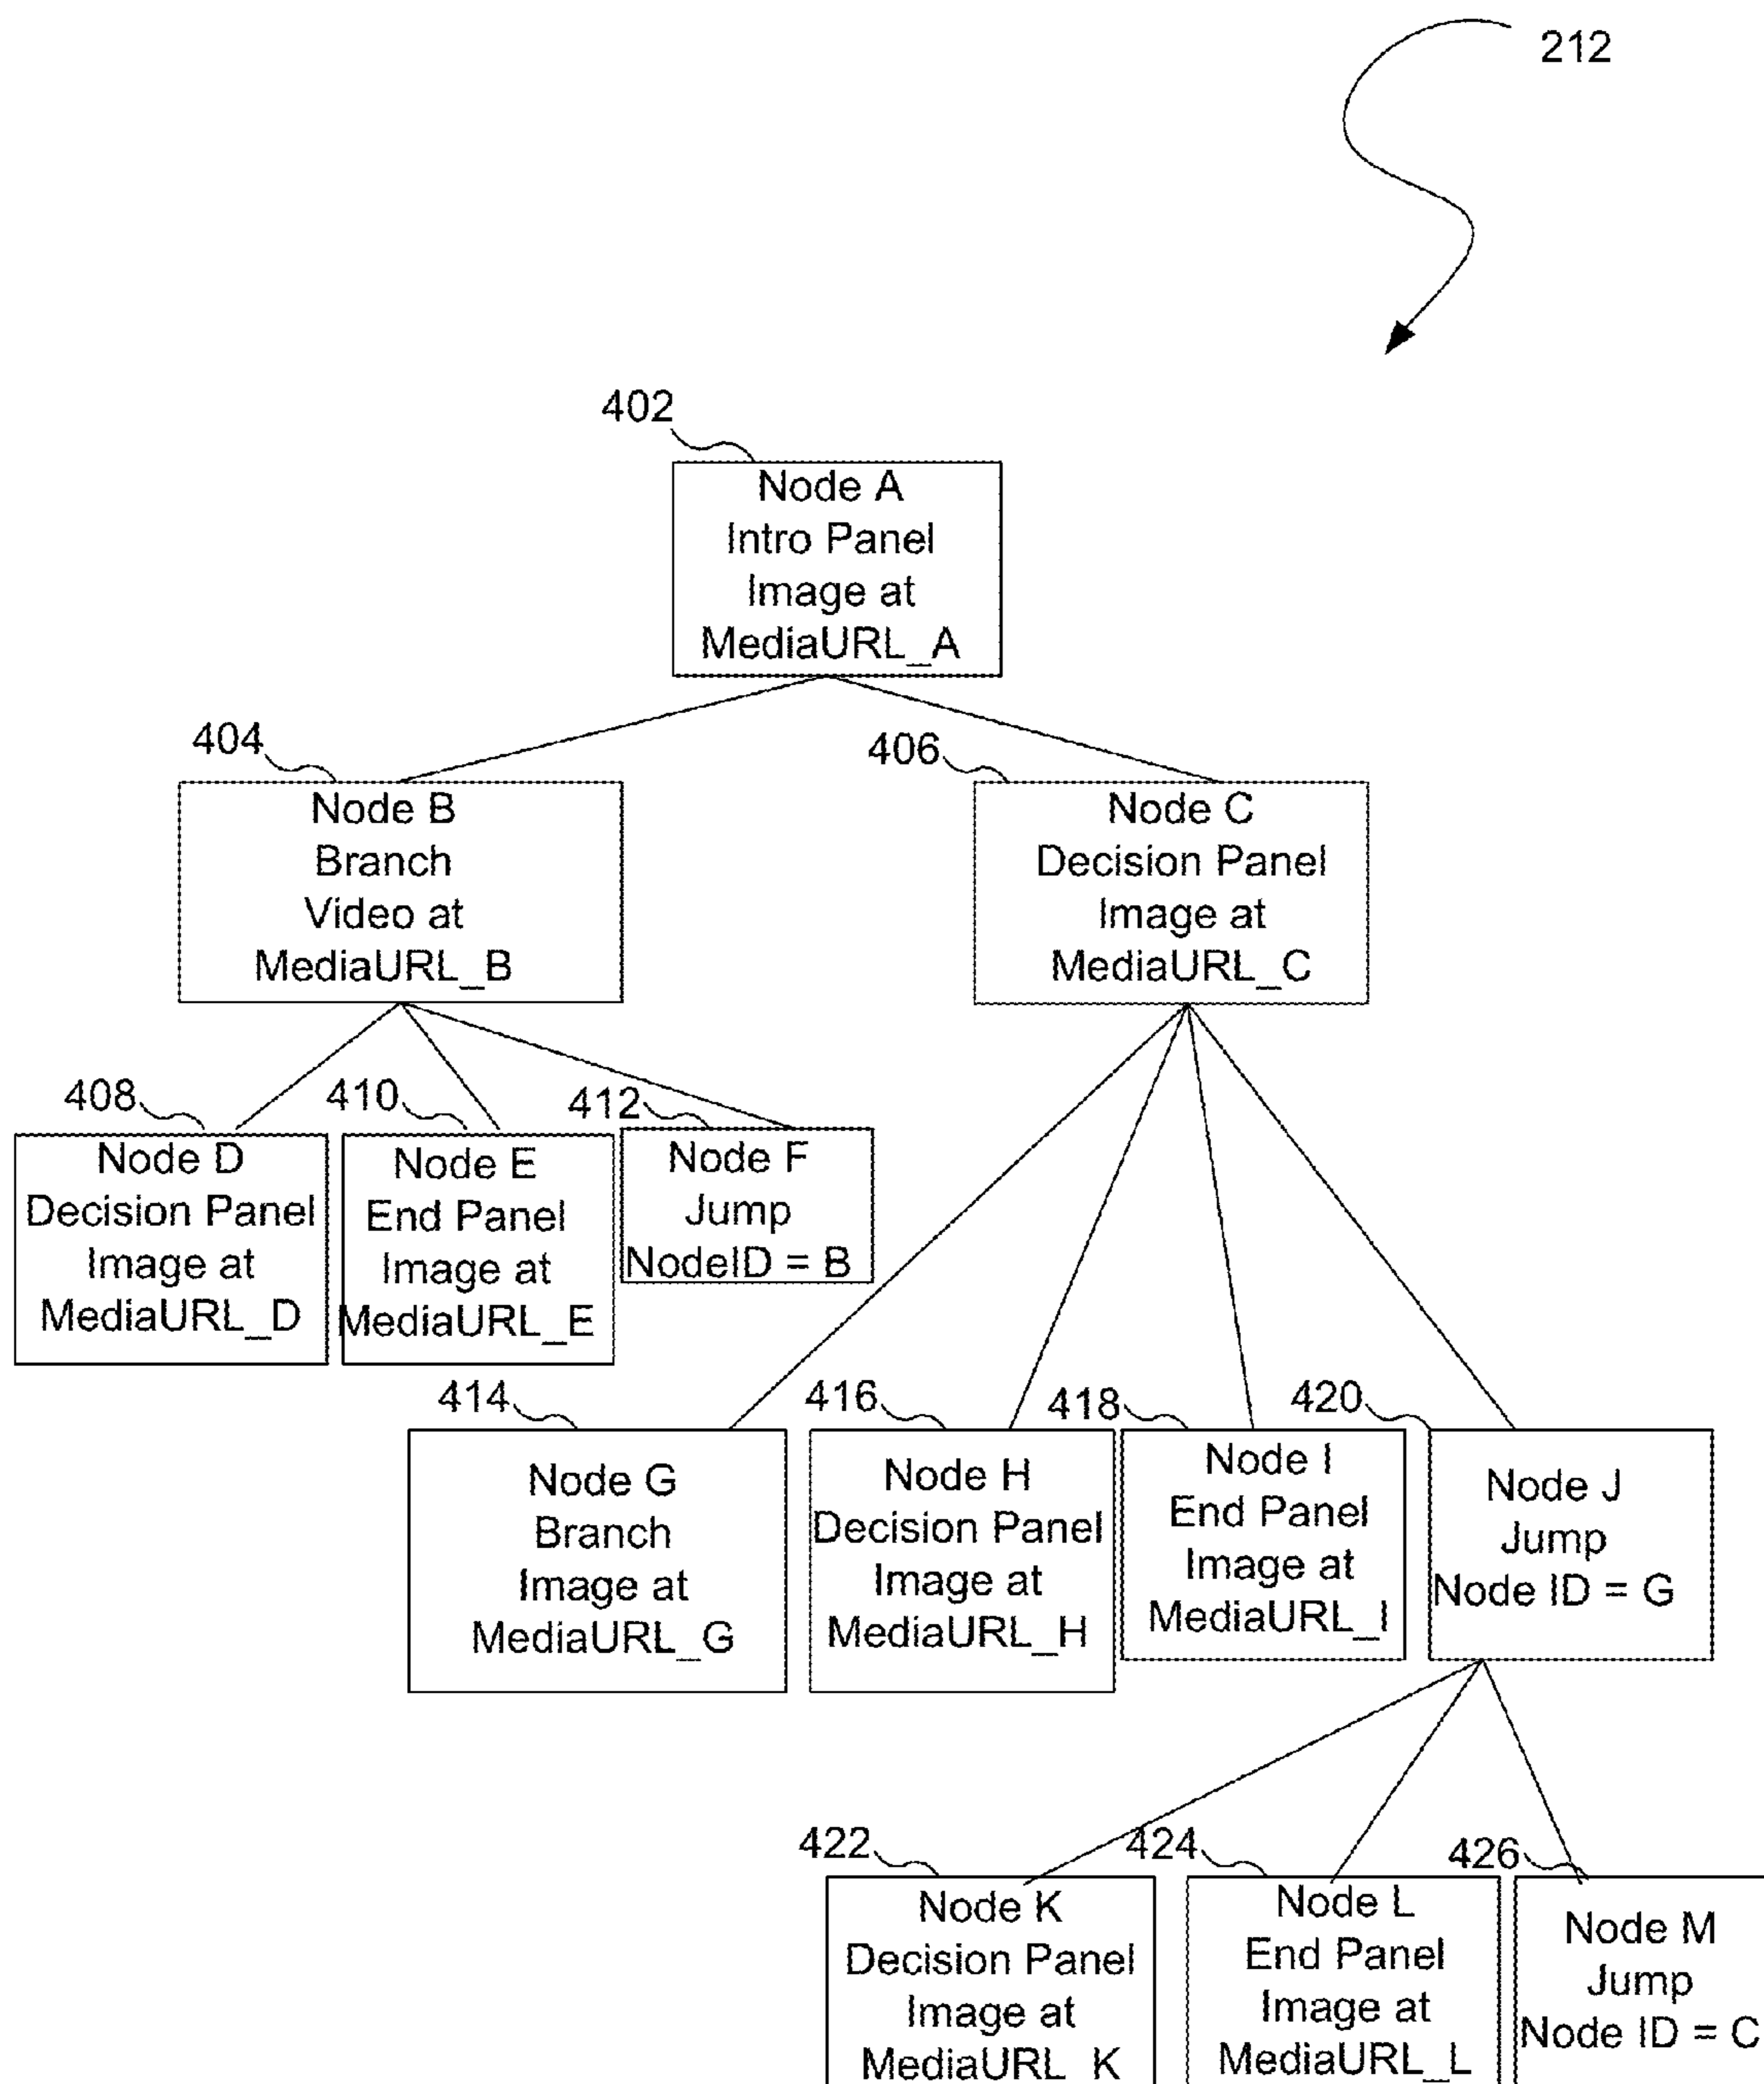 212
402
Node A
Intro Panel
Image at
MediaURL_A
404
Node B
Branch
Video at
MediaURL_B
406
Node C
Decision Panel
Image at
MediaURL_C
408
Node D
Decision Panel
Image at
MediaURL_D
410
Node E
End Panel
Image at
MediaURL_E
412
Node F
Jump
NodeID = B
414
Node G
Branch
Image at
MediaURL_G
416
Node H
Decision Panel
Image at
MediaURL_H
418
Node I
End Panel
Image at
MediaURL_I
420
Node J
Jump
Node ID = G
422
Node K
Decision Panel
Image at
MediaURL_K
424
Node L
End Panel
Image at
MediaURL_L
426
Node M
Jump
Node ID = C